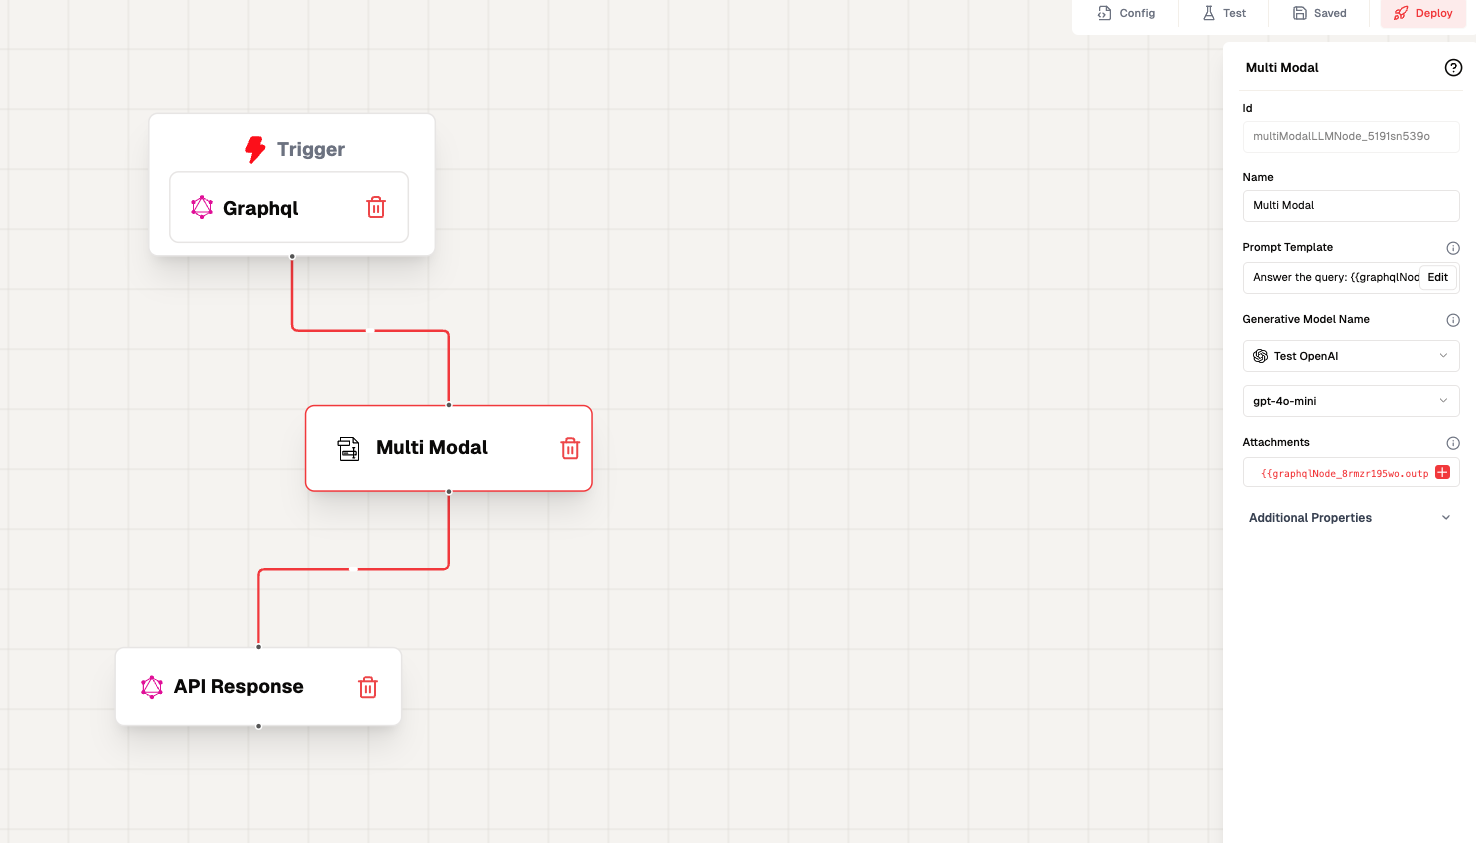 Config
Test
Saved
Deploy
Trigger
Graphql
Multi Modal
API Response
Multi Modal
Id
multiModalLLMNode_5191sn539o
Name
Multi Modal
Prompt Template
Answer the query: {{graphqlNod
Edit
Generative Model Name
Test OpenAI
gpt-4o-mini
Attachments
{{graphqlNode_8rmzr195wo.outp
Additional Properties